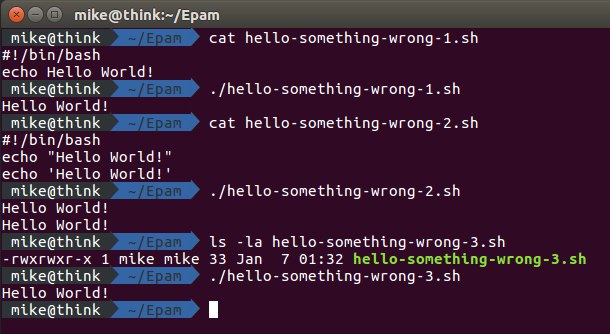 mike@think:~/Epam
mike@think ~/Epam cat hello-something-wrong-1.sh
#!/bin/bash
echo Hello World!
mike@think ~/Epam ./hello-something-wrong-1.sh
Hello World!
mike@think ~/Epam cat hello-something-wrong-2.sh
#!/bin/bash
echo "Hello World!"
echo 'Hello World!'
mike@think ~/Epam ./hello-something-wrong-2.sh
Hello World!
Hello World!
mike@think ~/Epam ls -la hello-something-wrong-3.sh
-rwxrwxr-x 1 mike mike 33 Jan  7 01:32 hello-something-wrong-3.sh
mike@think ~/Epam ./hello-something-wrong-3.sh
Hello World!
mike@think ~/Epam